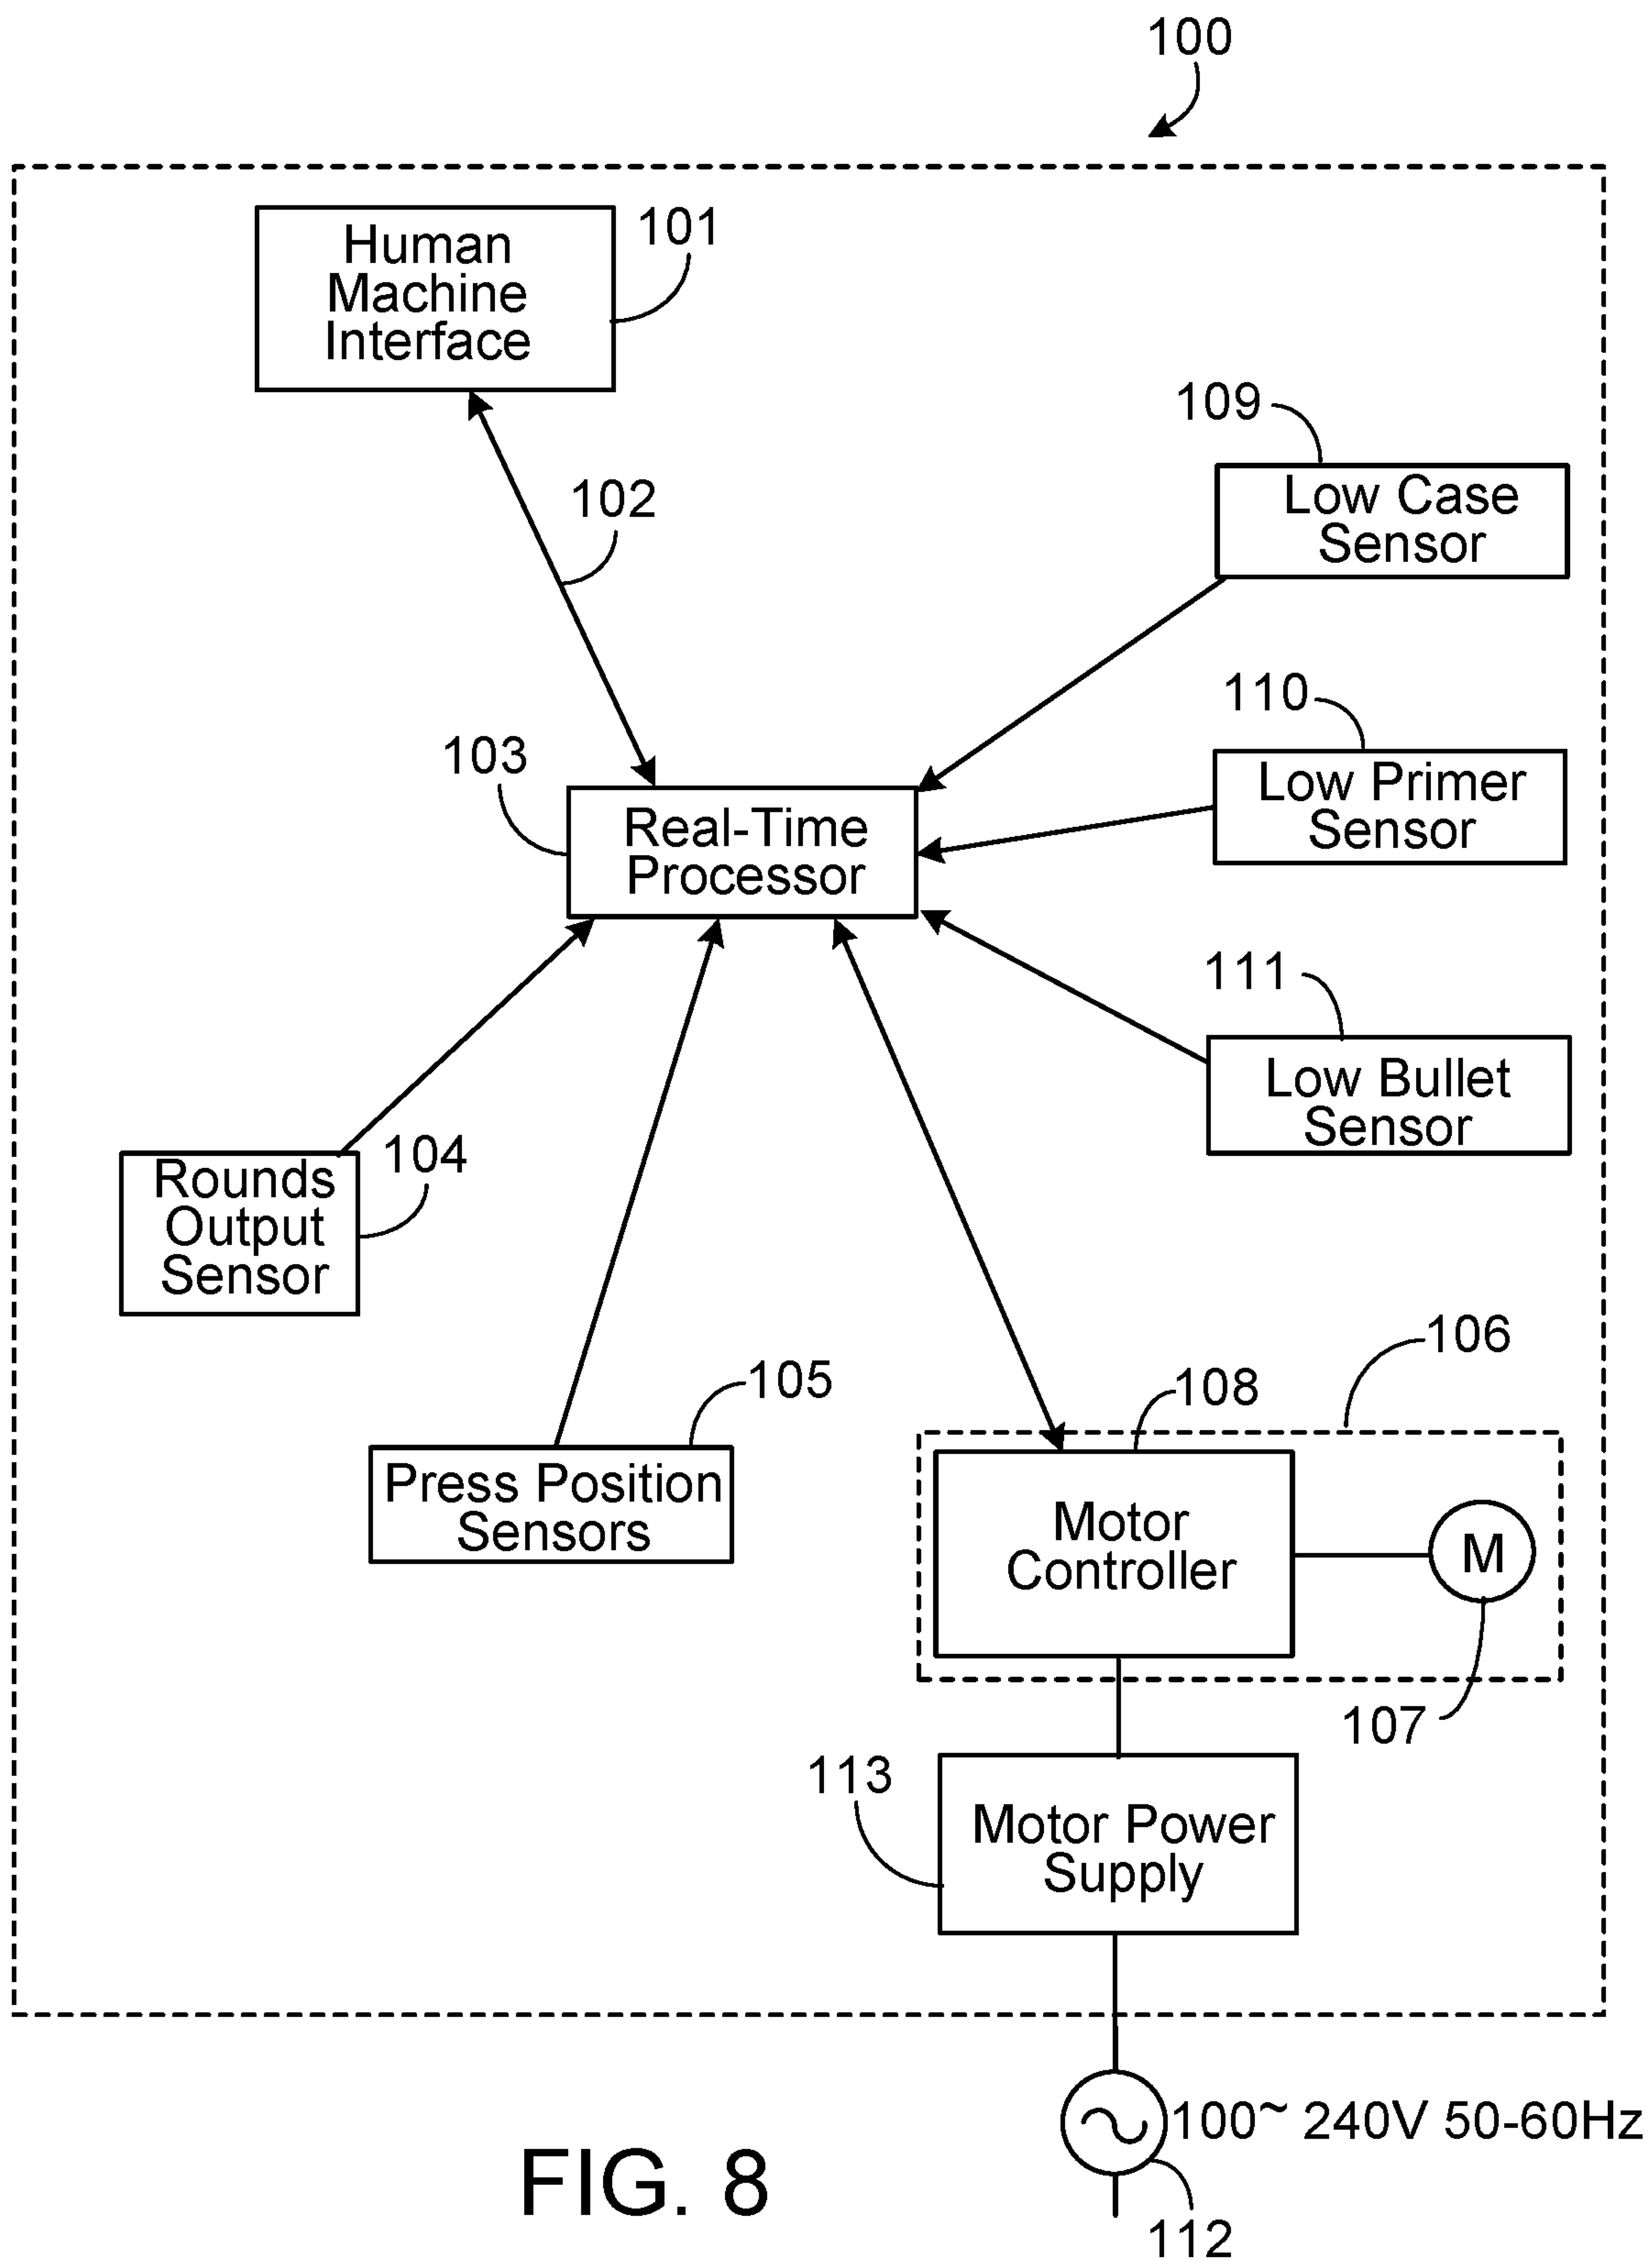 100
Human
Machine
Interface
101
109
Low Case
Sensor
102
110
Low Primer
Sensor
103
Real-Time
Processor
111
Low Bullet
Sensor
104
Rounds
Output
Sensor
106
105
Press Position
Sensors
108
Motor
Controller
M
107
113
Motor Power
Supply
100~ 240V 50-60Hz
112
FIG. 8